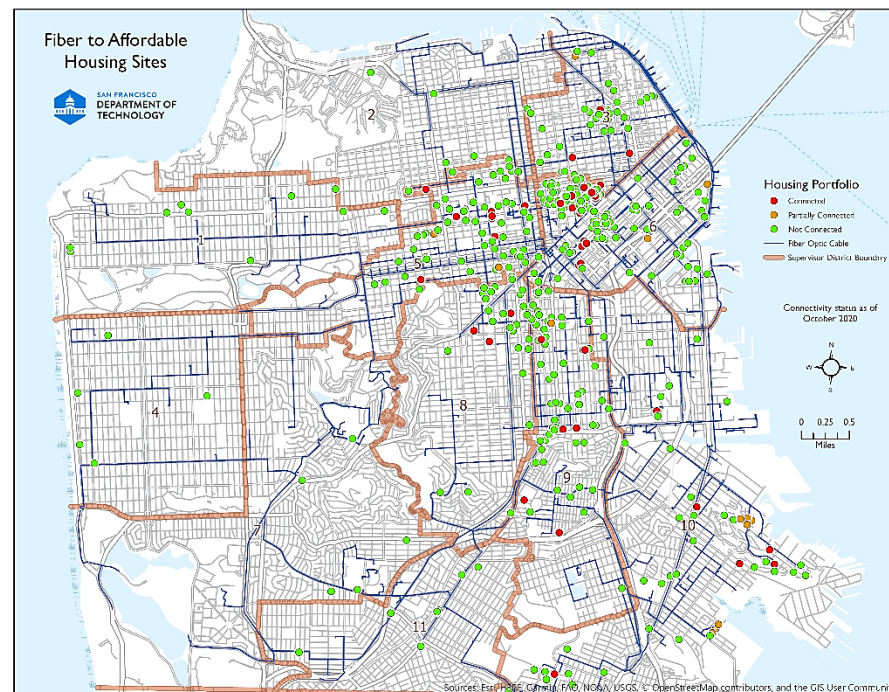 Fiber to Affordable
Housing Sites
SAN FRANCISCO
DEPARTMENT OF
TECHNOLOGY
2
3
Housing Portfolio
Connected
Partially Connected
Not Connected
Fiber Optic Cable
Supervisor District Boundary
1
6
5
Connectivity status as of
October 2020
N
W E
S
4
8
0 0.25 0.5
Miles
9
7
10
11
Sources: Esri, HERE, Garmin, FAO, NOAA, USGS, © OpenStreetMap contributors, and the GIS User Commun